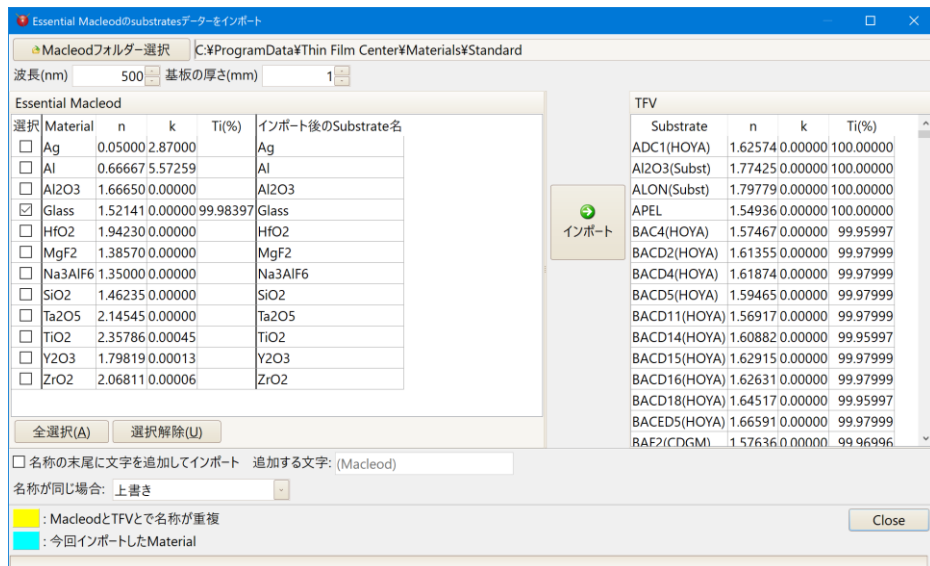 Essential Macleodのsubstratesデーターをインポート
Macleodフォルダー選択 C:¥ProgramData¥Thin Film Center¥Materials¥Standard
波長(nm) 500 基板の厚さ(mm) 1
Essential Macleod
選択 Material n k Ti(%) インポート後のSubstrate名
Ag 0.05000 2.87000 Ag
Al 0.66667 5.57259 Al
Al2O3 1.66650 0.00000 Al2O3
Glass 1.52141 0.00000 99.98397 Glass
HfO2 1.94230 0.00000 HfO2
MgF2 1.38570 0.00000 MgF2
Na3AlF6 1.35000 0.00000 Na3AlF6
SiO2 1.46235 0.00000 SiO2
Ta2O5 2.14545 0.00000 Ta2O5
TiO2 2.35786 0.00045 TiO2
Y2O3 1.79819 0.00013 Y2O3
ZrO2 2.06811 0.00006 ZrO2
全選択(A) 選択解除(U)
インポート
TFV
Substrate n k Ti(%)
ADC1(HOYA) 1.62574 0.00000 100.00000
Al2O3(Subst) 1.77425 0.00000 100.00000
ALON(Subst) 1.79779 0.00000 100.00000
APEL 1.54936 0.00000 100.00000
BAC4(HOYA) 1.57467 0.00000 99.95997
BACD2(HOYA) 1.61355 0.00000 99.97999
BACD4(HOYA) 1.61874 0.00000 99.97999
BACD5(HOYA) 1.59465 0.00000 99.97999
BACD11(HOYA) 1.56917 0.00000 99.97999
BACD14(HOYA) 1.60882 0.00000 99.95997
BACD15(HOYA) 1.62915 0.00000 99.97999
BACD16(HOYA) 1.62631 0.00000 99.97999
BACD18(HOYA) 1.64517 0.00000 99.95997
BACED5(HOYA) 1.66591 0.00000 99.97999
BAF2(CDGM) 1.57636 0.00000 99.96996
名称の末尾に文字を追加してインポート 追加する文字: (Macleod)
名称が同じ場合: 上書き
: MacleodとTFVとで名称が重複
: 今回インポートしたMaterial
Close